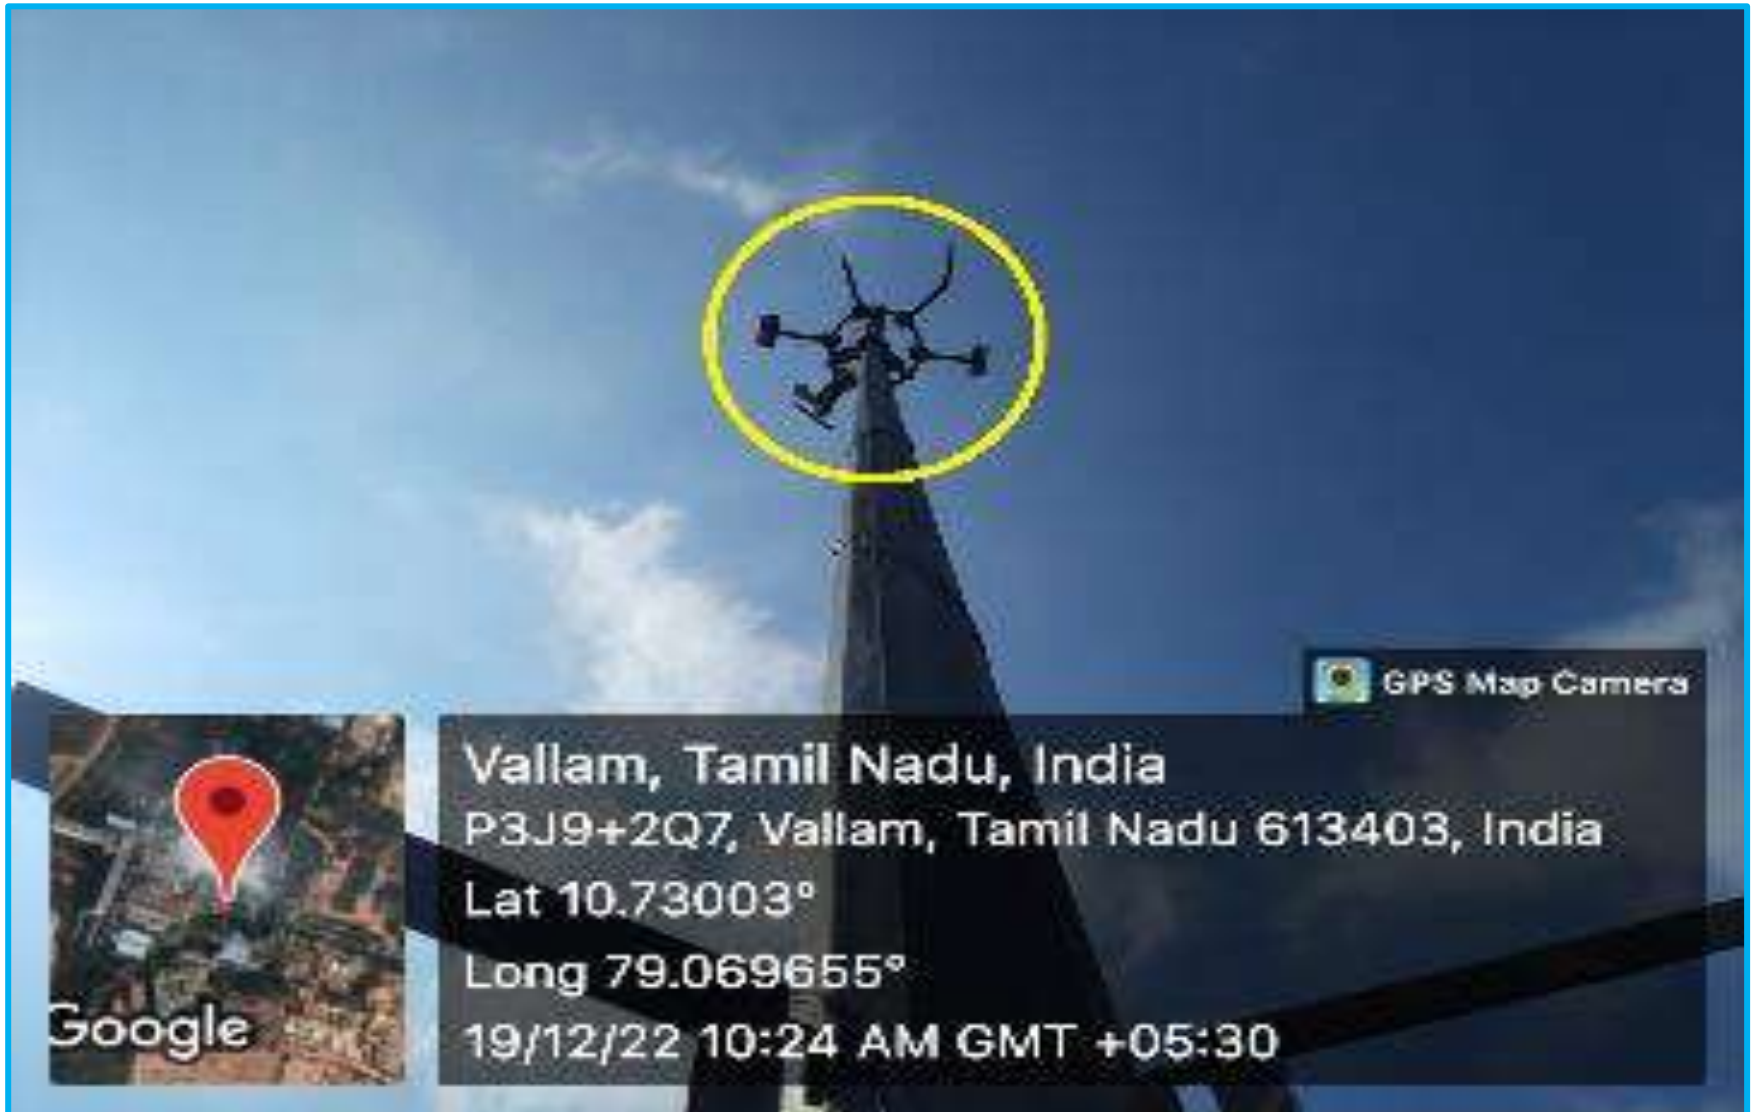 GPS Map Camera
Vallam, Tamil Nadu, India
P3J9+2Q7, Vallam, Tamil Nadu 613403, India
Lat 10.73003°
Long 79.069655°
19/12/22 10:24 AM GMT +05:30
Google